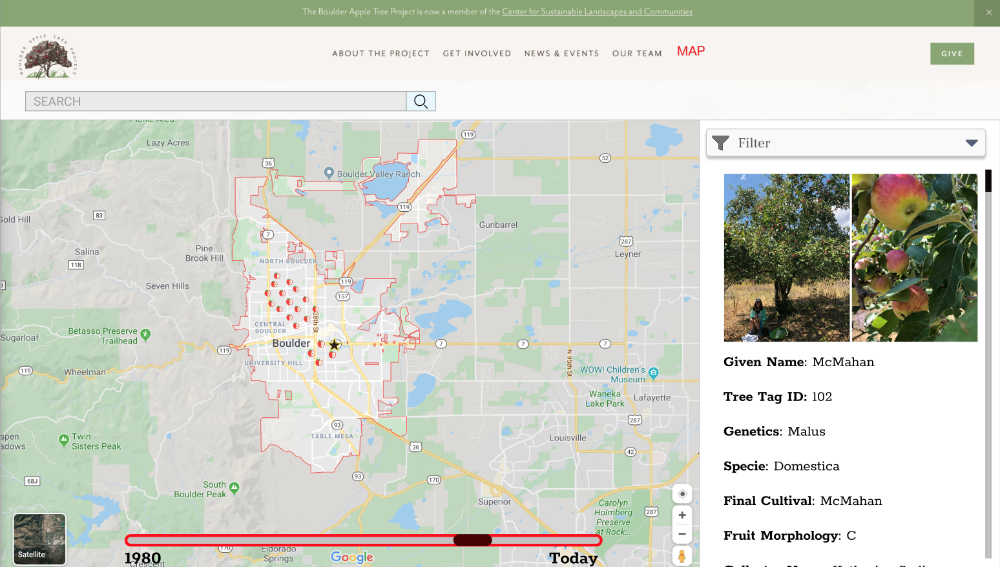 The Boulder Apple Tree Project is now a member of the Center for Sustainable Landscapes and Communities
×
BOULDER APPLE TREE PROJECT
ABOUT THE PROJECT
GET INVOLVED
NEWS & EVENTS
OUR TEAM
MAP
GIVE
SEARCH
Picnic Area
Lazy Acres
119
36
52
Boulder Valley Ranch
119
83
Gold Hill
Gunbarrel
7
287
Leyner
Salina
118
Pine
Brook Hill
NORTH BOULDER
Seven Hills
119
157
28th St
CENTRAL
BOULDER
Betasso Preserve
Trailhead
Sugarloaf
Boulder
119
7
7
7
N 95th St
UNIVERSITY HILL
119
Wheelman
WOW! Children's
Museum
Waneka
Lake Park
Lafayette
287
93
TABLE MESA
Twin
Sisters Peak
Louisville
36
42
93
170
68J
South
Boulder Peak
Superior
Carolyn
Holmberg
Preserve
at Rock...
287
170
Eldorado
Springs
Crescent
Satellite
1980
Today
Google
Filter
Given Name: McMahan
Tree Tag ID: 102
Genetics: Malus
Specie: Domestica
Final Cultival: McMahan
Fruit Morphology: C